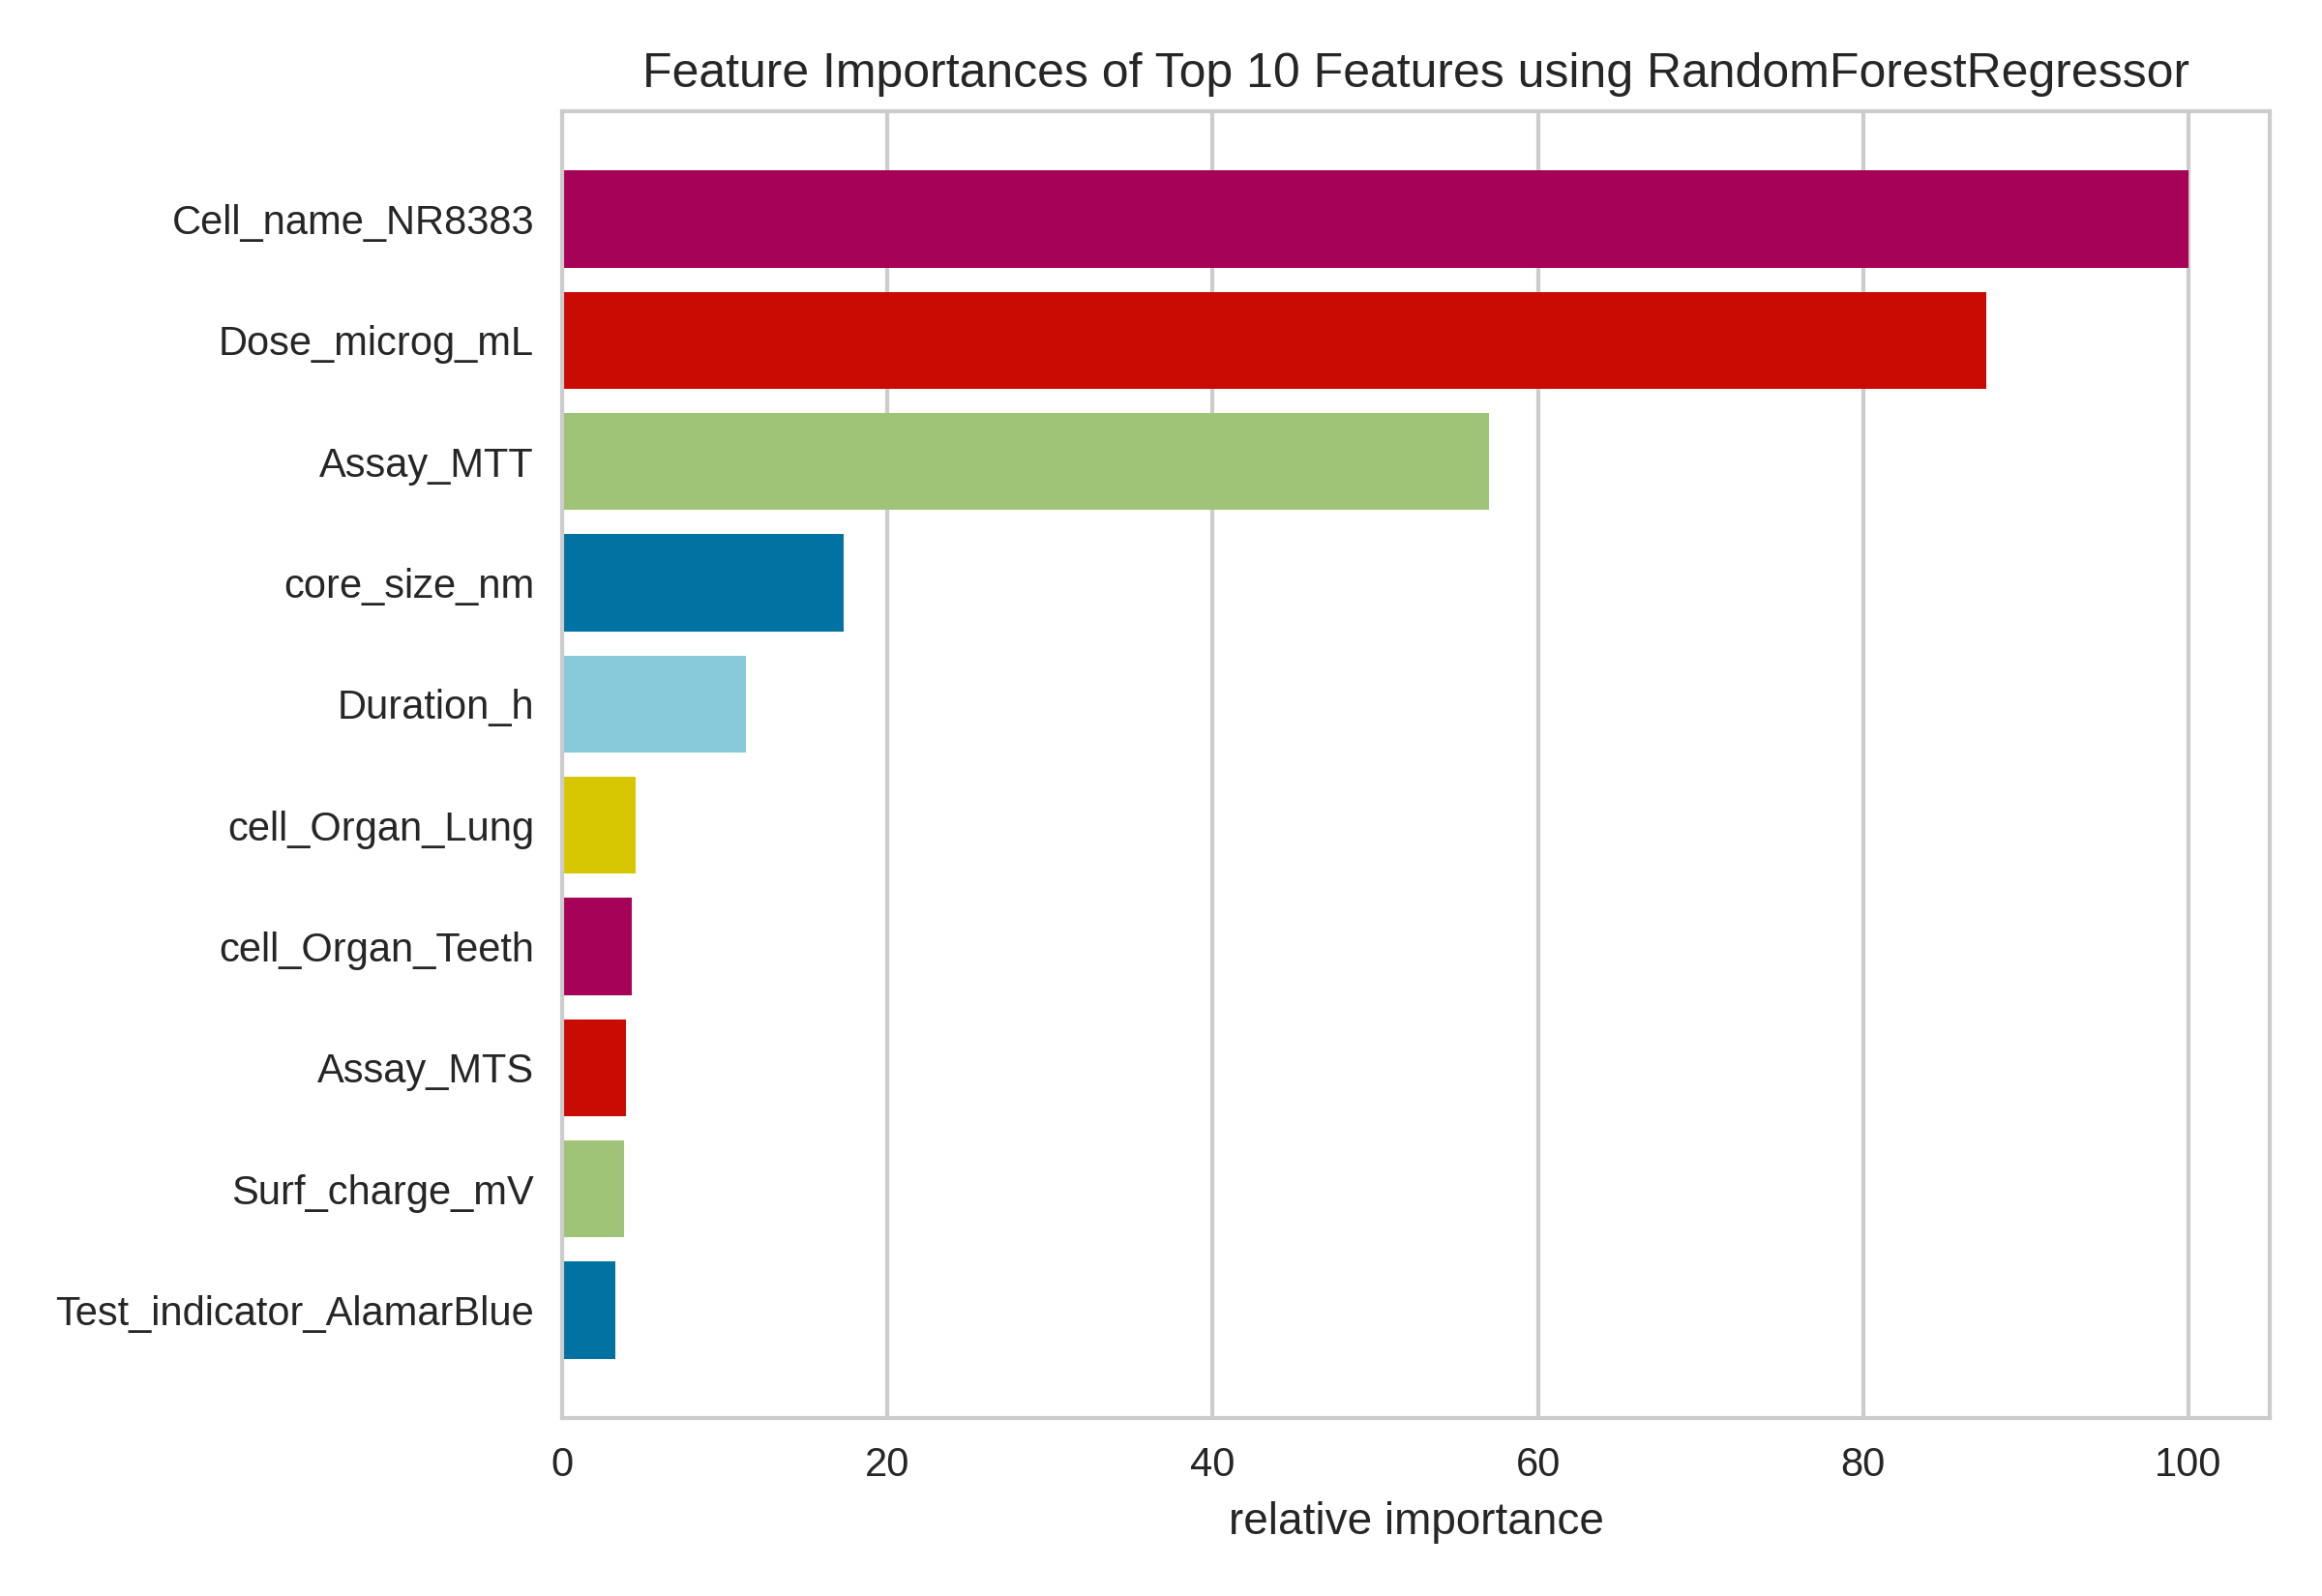 Feature Importances of Top 10 Features using RandomForestRegressor
Cell_name_NR8383
Dose_microg_mL
Assay_MTT
core_size_nm
Duration_h
cell_Organ_Lung
cell_Organ_Teeth
Assay_MTS
Surf_charge_mV
Test_indicator_AlamarBlue
0 20 40 60 80 100
relative importance